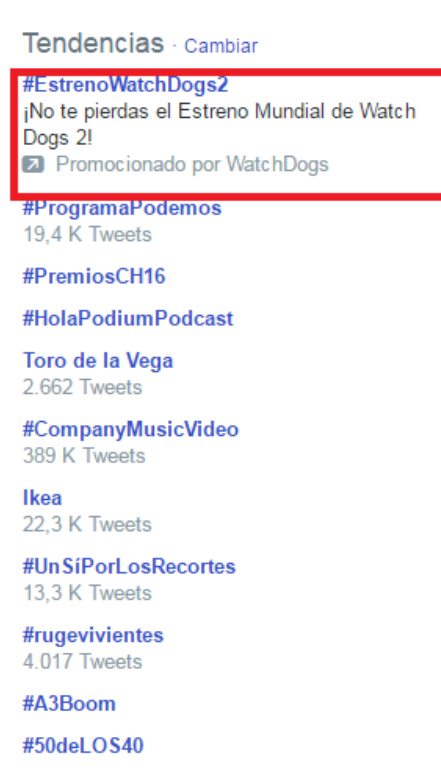 Tendencias · Cambiar
#EstrenoWatchDogs2
¡No te pierdas el Estreno Mundial de Watch
Dogs 2!
Promocionado por WatchDogs
#ProgramaPodemos
19,4 K Tweets
#PremiosCH16
#HolaPodiumPodcast
Toro de la Vega
2.662 Tweets
#CompanyMusicVideo
389 K Tweets
Ikea
22,3 K Tweets
#UnSíPorLosRecortes
13,3 K Tweets
#rugevivientes
4.017 Tweets
#A3Boom
#50deLOS40